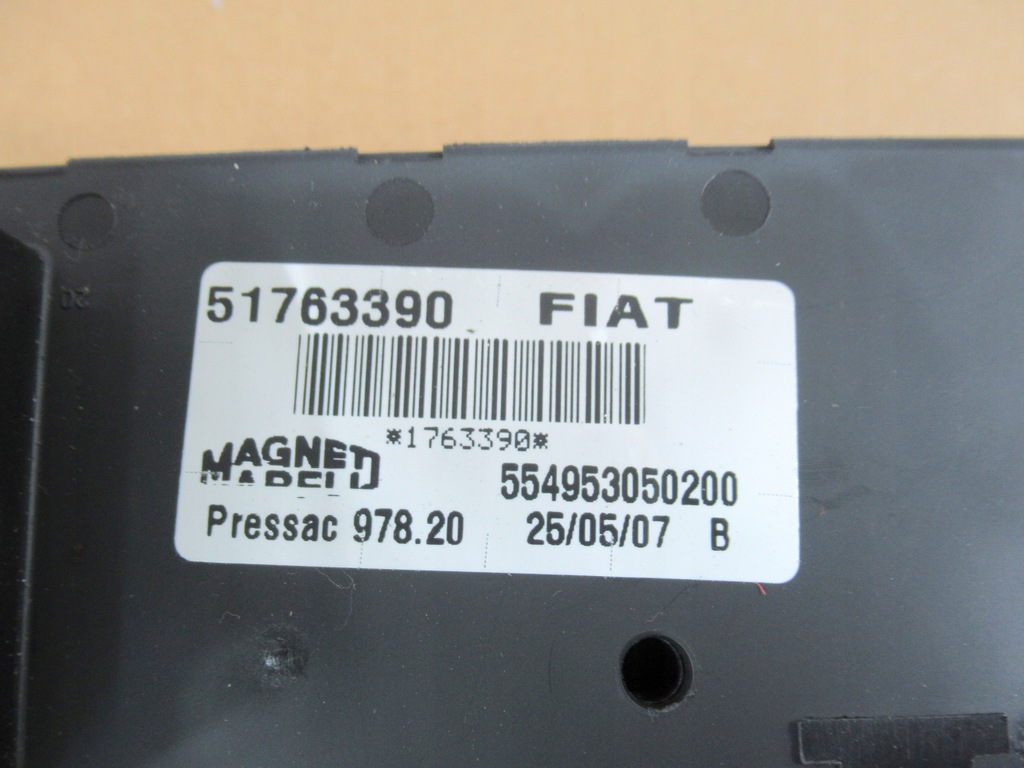 51763390 FIAT
*1763390*
MAGNETI
MARELLI
554953050200
Pressac 978.20 25/05/07 B